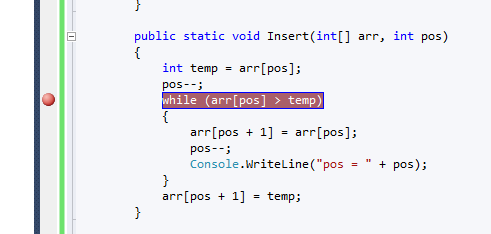 }
public static void Insert(int[] arr, int pos)
{
int temp = arr[pos];
pos--;
while (arr[pos] > temp)
{
arr[pos + 1] = arr[pos];
pos--;
Console.WriteLine("pos = " + pos);
}
arr[pos + 1] = temp;
}